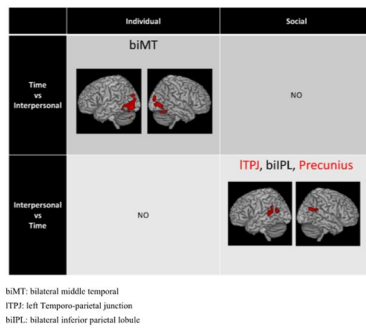 Individual
Social
Time
vs
Interpersonal
biMT
NO
Interpersonal
vs
Time
NO
lTPJ, biIPL, Precunius
biMT: bilateral middle temporal
lTPJ: left Temporo-parietal junction
biIPL: bilateral inferior parietal lobule